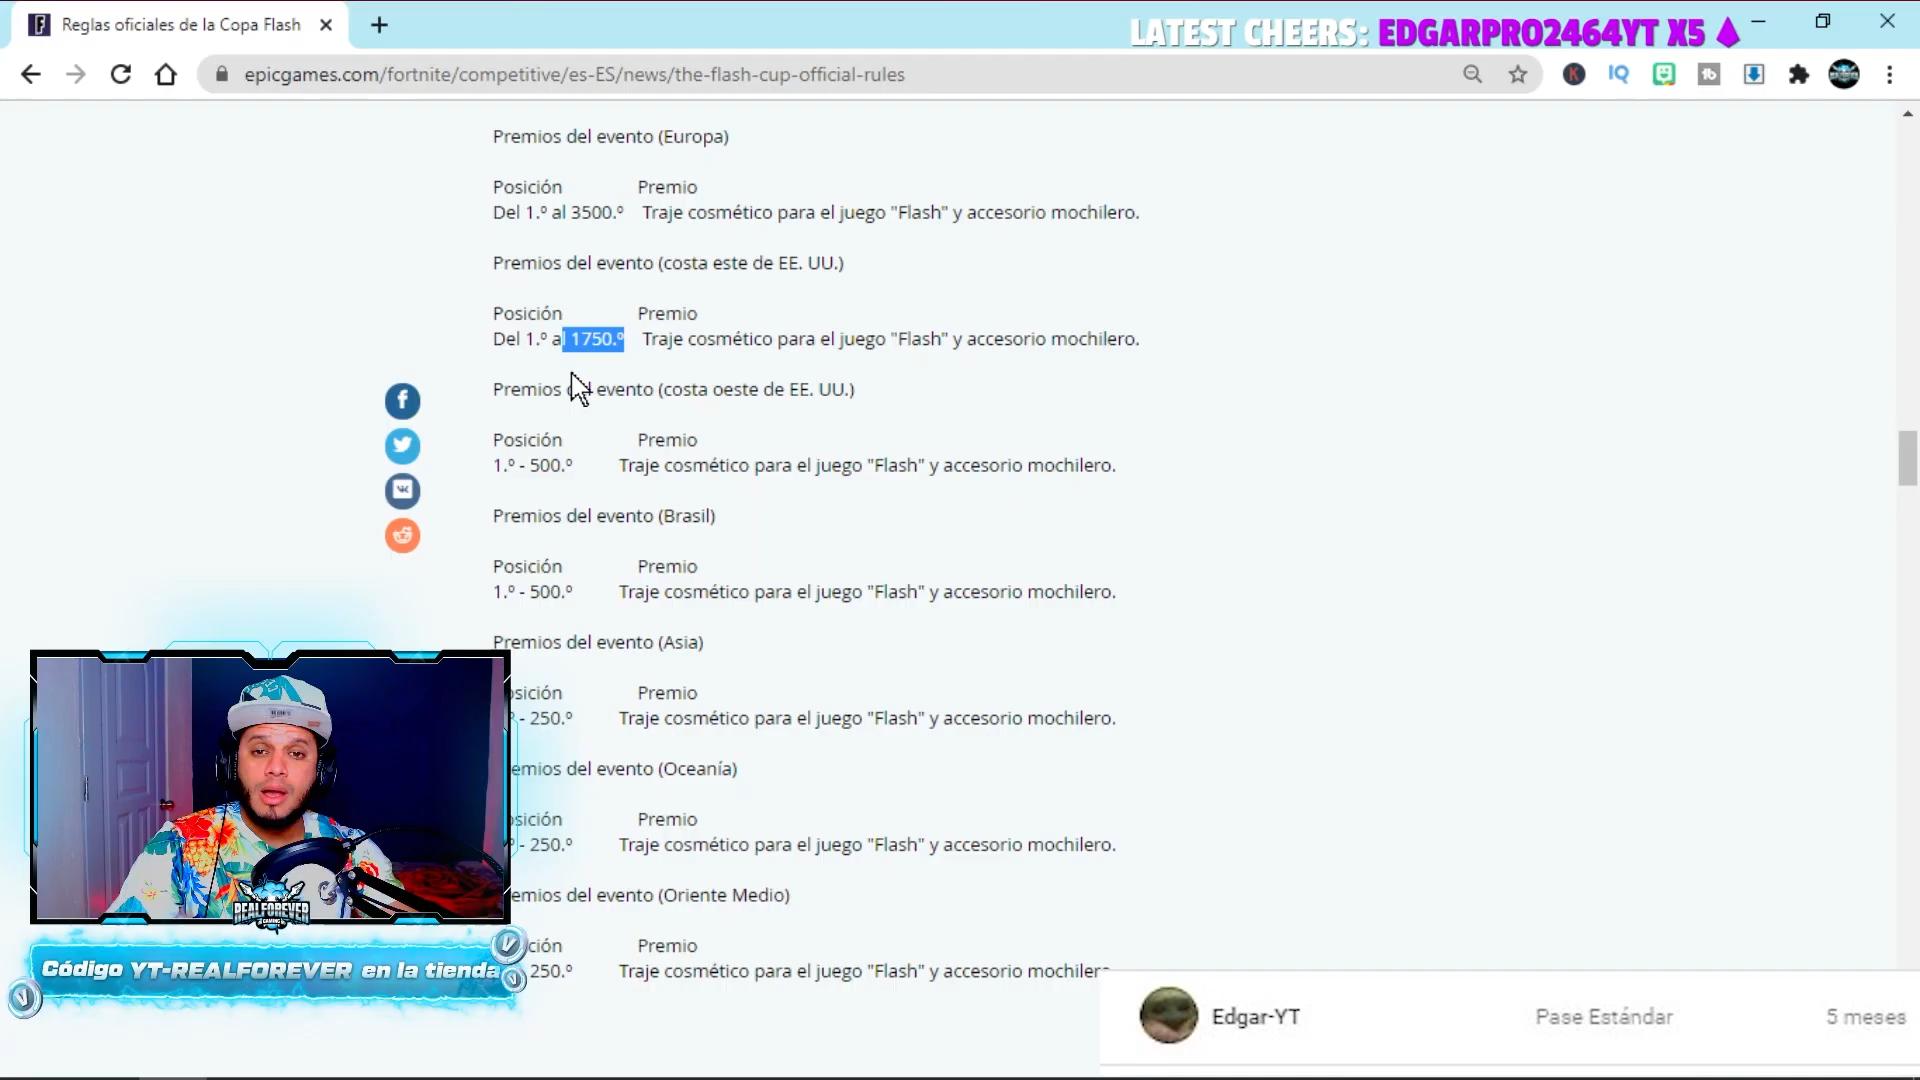 Reglas oficiales de la Copa Flash
LATEST CHEERS: EDGARPRO2464YT X5
epicgames.com/fortnite/competitive/es-ES/news/the-flash-cup-official-rules
IQ
Premios del evento (Europa)
Posición Premio
Del 1.º al 3500.º Traje cosmético para el juego "Flash" y accesorio mochilero.
Premios del evento (costa este de EE. UU.)
Posición Premio
Del 1.º al 1750.º Traje cosmético para el juego "Flash" y accesorio mochilero.
Premios del evento (costa oeste de EE. UU.)
Posición Premio
1.º - 500.º Traje cosmético para el juego "Flash" y accesorio mochilero.
Premios del evento (Brasil)
Posición Premio
1.º - 500.º Traje cosmético para el juego "Flash" y accesorio mochilero.
Premios del evento (Asia)
osición Premio
- 250.º Traje cosmético para el juego "Flash" y accesorio mochilero.
emios del evento (Oceanía)
osición Premio
- 250.º Traje cosmético para el juego "Flash" y accesorio mochilero.
emios del evento (Oriente Medio)
ción Premio
250.º Traje cosmético para el juego "Flash" y accesorio mochilero
REALFOREVER
GAMING
Código YT-REALFOREVER en la tienda
Edgar-YT Pase Estándar 5 meses